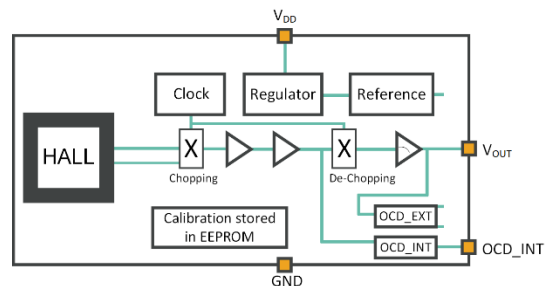 VDD
Clock
Regulator
Reference
HALL
X
X
Chopping
De-Chopping
VOUT
OCD_EXT
Calibration stored
in EEPROM
OCD_INT
OCD_INT
GND